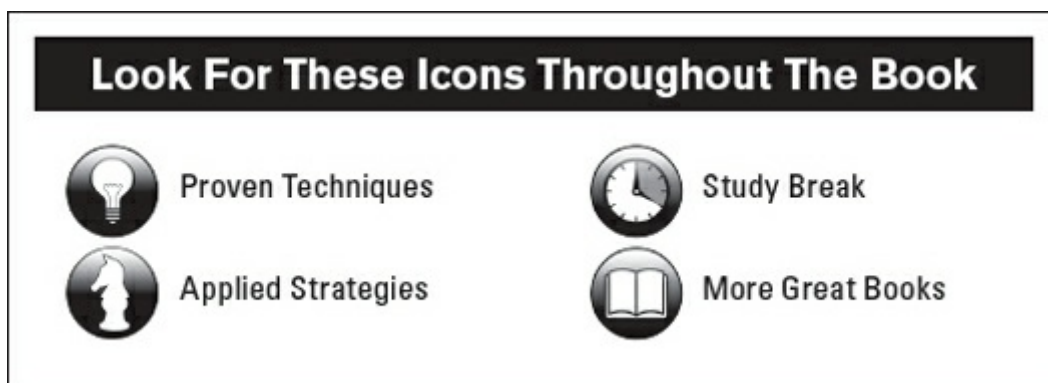 Look For These Icons Throughout The Book
Proven Techniques
Study Break
Applied Strategies
More Great Books